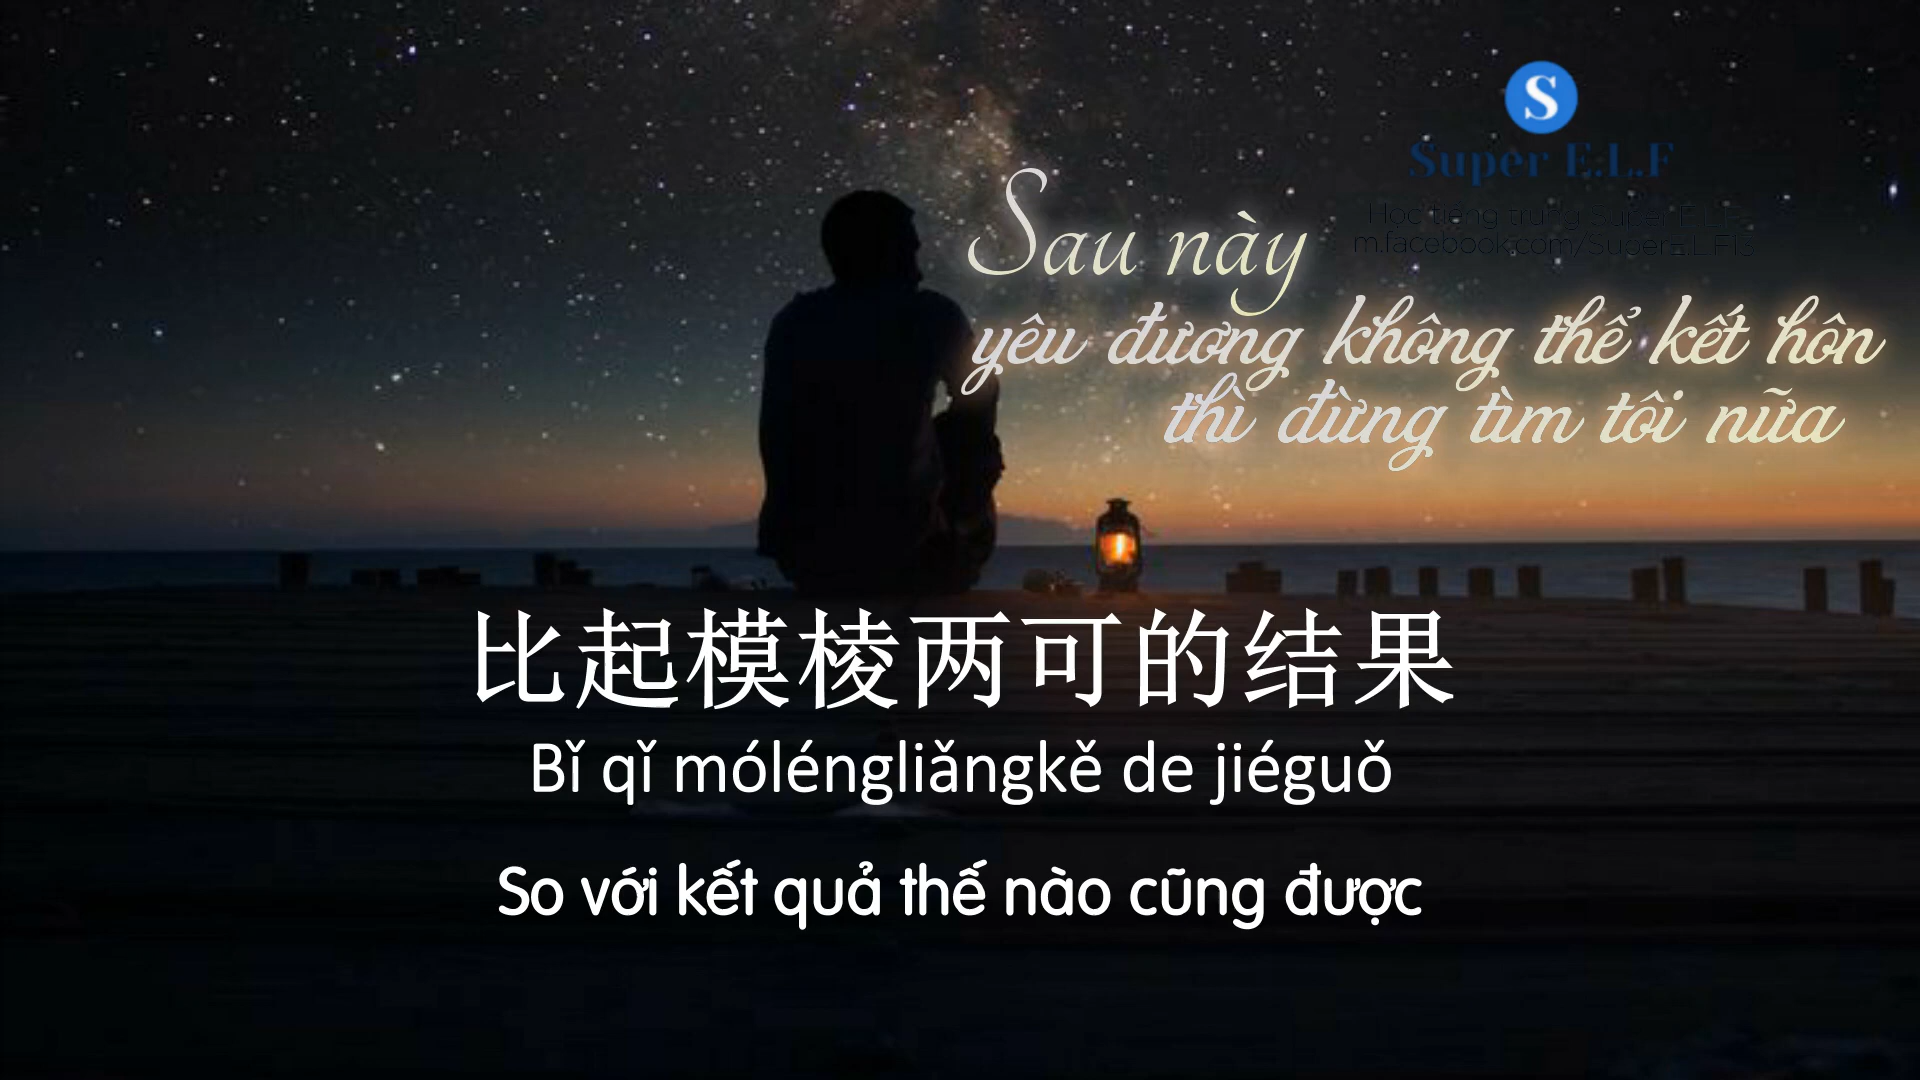 S
Super E.L.F
Học tiếng trung Super E.L.F
m.facebook.com/SuperE.LF13
Sau này
yêu đương không thể kết hôn
thì đừng tìm tôi nữa
比起模棱两可的结果
Bǐ qǐ móléngliǎngkě de jiéguǒ
So với kết quả thế nào cũng được